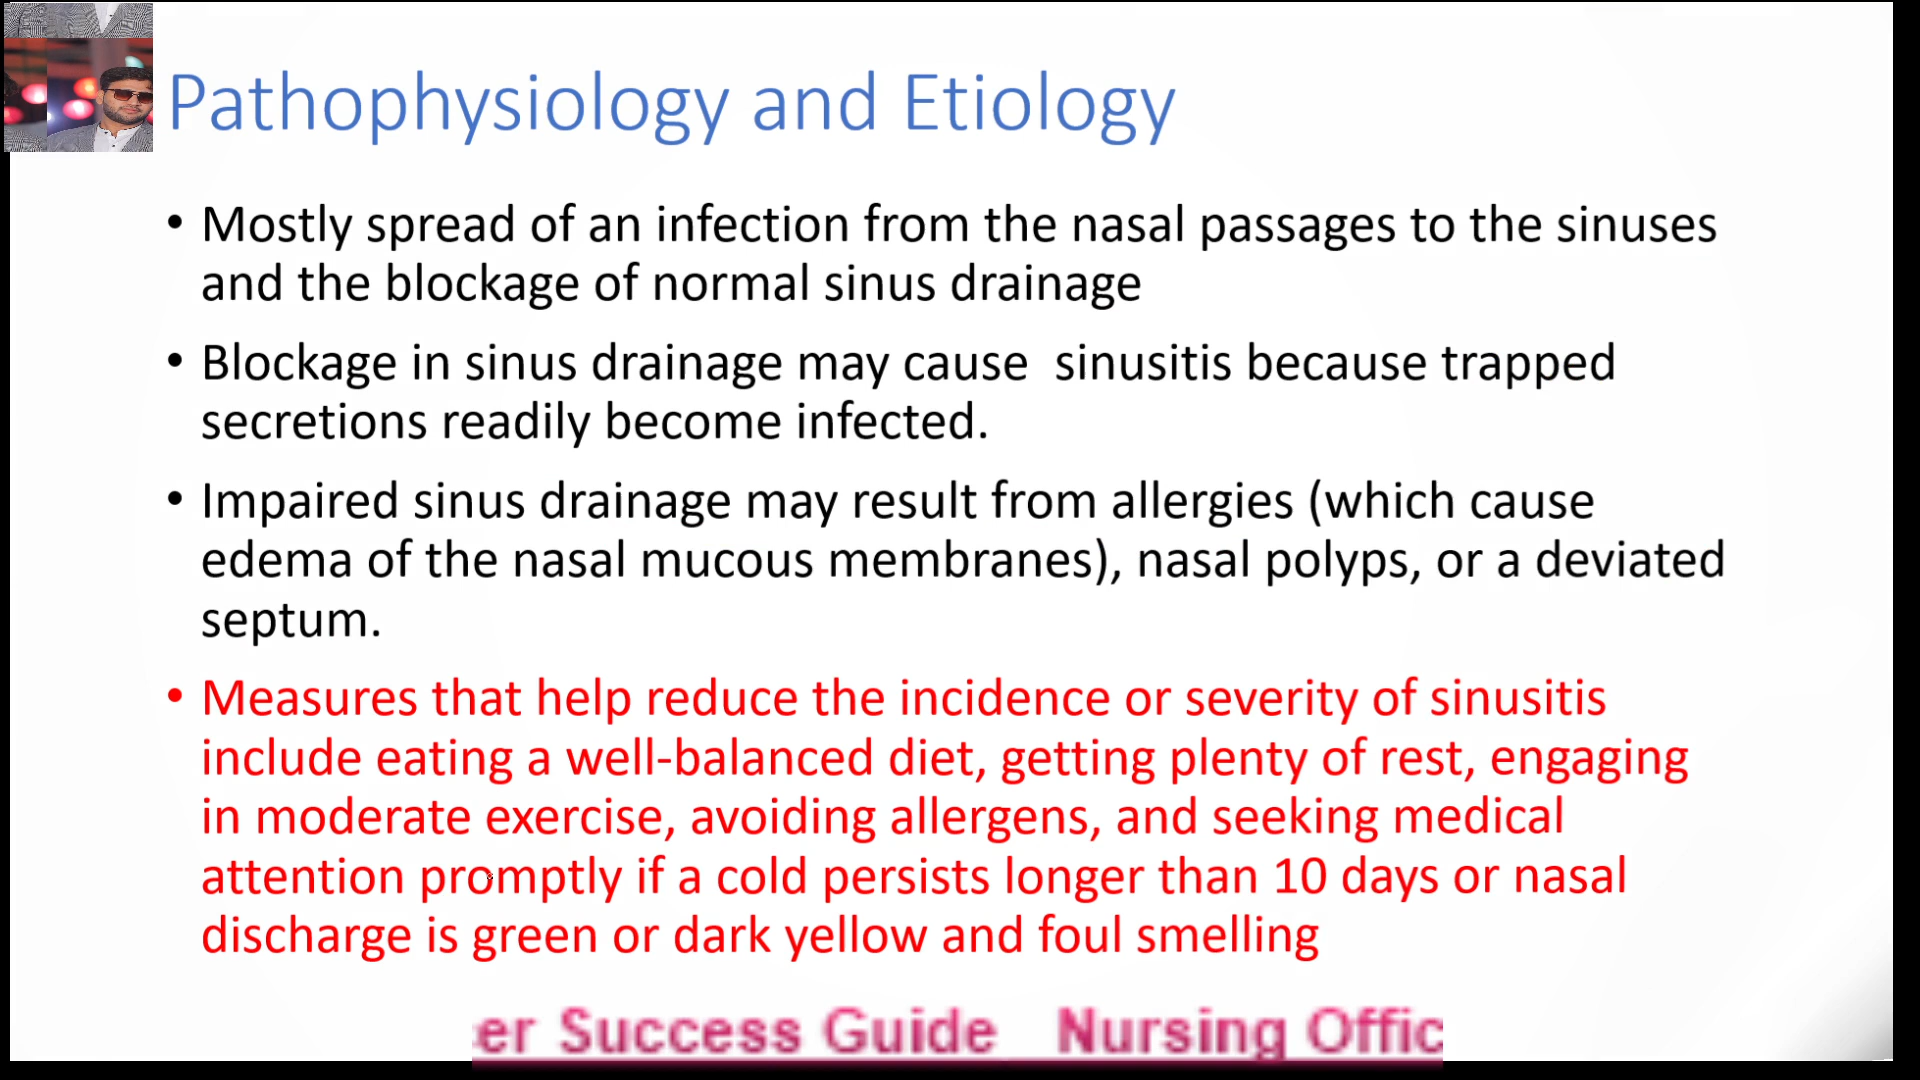 Pathophysiology and Etiology
• Mostly spread of an infection from the nasal passages to the sinuses
and the blockage of normal sinus drainage
• Blockage in sinus drainage may cause  sinusitis because trapped
secretions readily become infected.
• Impaired sinus drainage may result from allergies (which cause
edema of the nasal mucous membranes), nasal polyps, or a deviated
septum.
• Measures that help reduce the incidence or severity of sinusitis
include eating a well-balanced diet, getting plenty of rest, engaging
in moderate exercise, avoiding allergens, and seeking medical
attention promptly if a cold persists longer than 10 days or nasal
discharge is green or dark yellow and foul smelling
er Success Guide   Nursing Offic